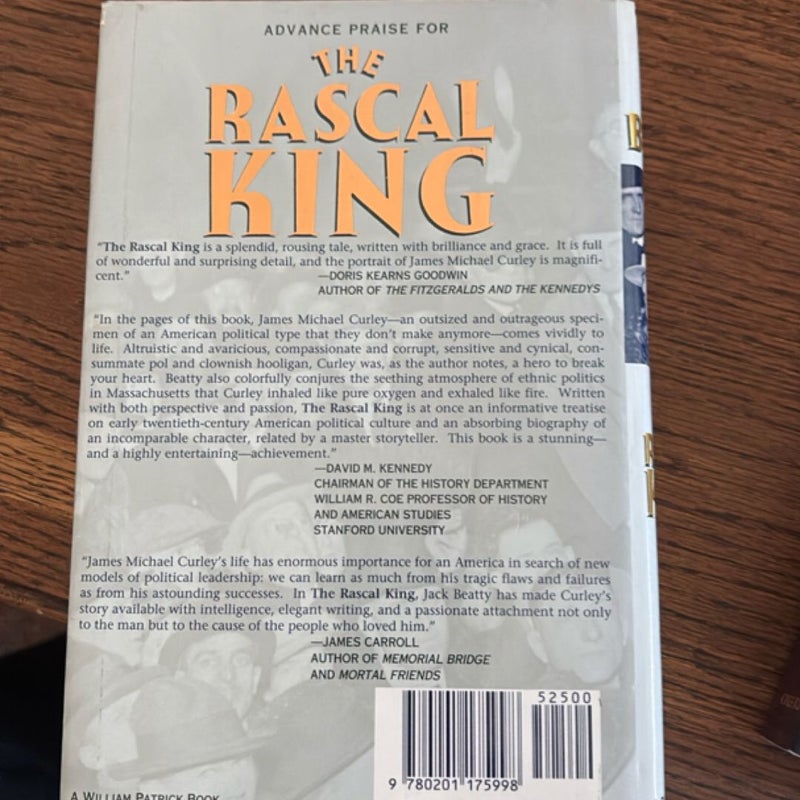 ADVANCE PRAISE FOR
THE
RASCAL
KING
"The Rascal King is a splendid, rousing tale, written with brilliance and grace. It is full
of wonderful and surprising detail, and the portrait of James Michael Curley is magnifi-
cent."
—DORIS KEARNS GOODWIN
AUTHOR OF THE FITZGERALDS AND THE KENNEDYS
"In the pages of this book, James Michael Curley—an outsized and outrageous speci-
men of an American political type that they don't make anymore—comes vividly to
life. Altruistic and avaricious, compassionate and corrupt, sensitive and cynical, con-
summate pol and clownish hooligan, Curley was, as the author notes, a hero to break
your heart. Beatty also colorfully conjures the seething atmosphere of ethnic politics
in Massachusetts that Curley inhaled like pure oxygen and exhaled like fire. Written
with both perspective and passion, The Rascal King is at once an informative treatise
on early twentieth-century American political culture and an absorbing biography of
an incomparable character, related by a master storyteller. This book is a stunning—
and a highly entertaining—achievement."
—DAVID M. KENNEDY
CHAIRMAN OF THE HISTORY DEPARTMENT
WILLIAM R. COE PROFESSOR OF HISTORY
AND AMERICAN STUDIES
STANFORD UNIVERSITY
"James Michael Curley's life has enormous importance for an America in search of new
models of political leadership: we can learn as much from his tragic flaws and failures
as from his astounding successes. In The Rascal King, Jack Beatty has made Curley's
story available with intelligence, elegant writing, and a passionate attachment not only
to the man but to the cause of the people who loved him."
—JAMES CARROLL
AUTHOR OF MEMORIAL BRIDGE
AND MORTAL FRIENDS
52500
9 780201 175998
A WILLIAM PATRICK BOOK